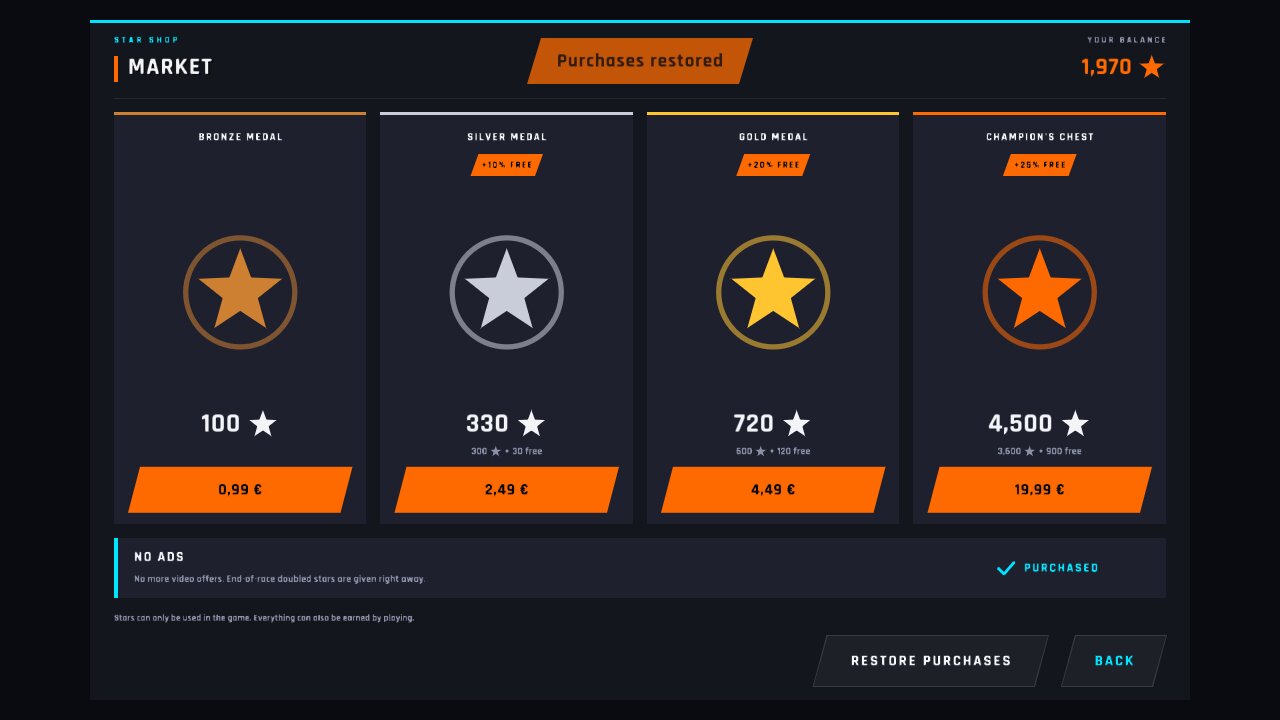 STAR SHOP
MARKET
Purchases restored
YOUR BALANCE
1,970
BRONZE MEDAL
100
0,99 €
SILVER MEDAL
+10% FREE
330
300 + 30 free
2,49 €
GOLD MEDAL
+20% FREE
720
600 + 120 free
4,49 €
CHAMPION'S CHEST
+25% FREE
4,500
3,600 + 900 free
19,99 €
NO ADS
No more video offers. End-of-race doubled stars are given right away.
PURCHASED
Stars can only be used in the game. Everything can also be earned by playing.
RESTORE PURCHASES
BACK